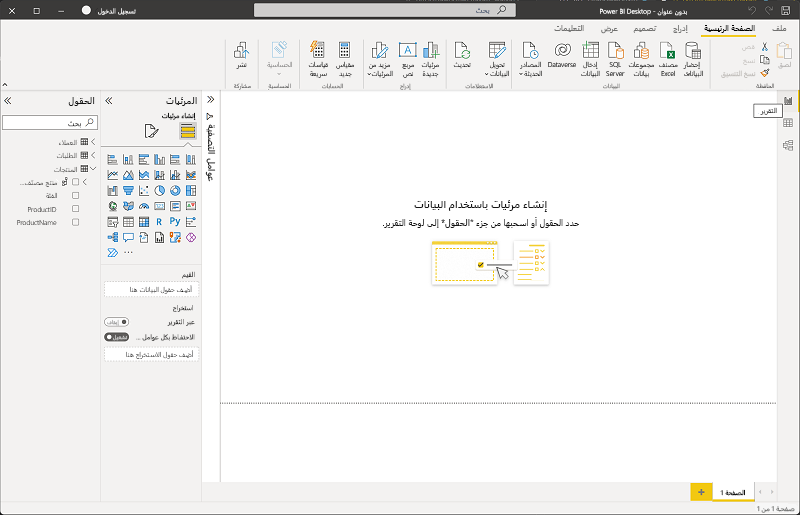 بدون عنوان - Power BI Desktop
بحث
تسجيل الدخول
ملف
الصفحة الرئيسية
إدراج
تصميم
عرض
التعليمات
لصق
قص
نسخ
نسخ التنسيق
الحافظة
إحضار البيانات
مصنف Excel
مجموعات بيانات
SQL Server
إدخال البيانات
Dataverse
المصادر الحديثة
البيانات
تحويل البيانات
تحديث
الاستعلامات
مرئيات جديدة
مربع نص
مزيد من المرئيات
إدراج
مقياس جديد
قياسات سريعة
الحسابات
الحساسية
الحساسية
نشر
مشاركة
التقرير
إنشاء مرئيات باستخدام البيانات
حدد الحقول أو اسحبها من جزء *الحقول* إلى لوحة التقرير.
عوامل التصفية
المرئيات
إنشاء مرئيات
القيم
أضف حقول البيانات هنا
استخراج
عبر التقرير
إيقاف
الاحتفاظ بكل عوامل ...
تشغيل
أضف حقول الاستخراج هنا
الحقول
بحث
العملاء
الطلبات
المنتجات
منتج مصنف...
الفئة
ProductID
ProductName
الصفحة 1
صفحة 1 من 1